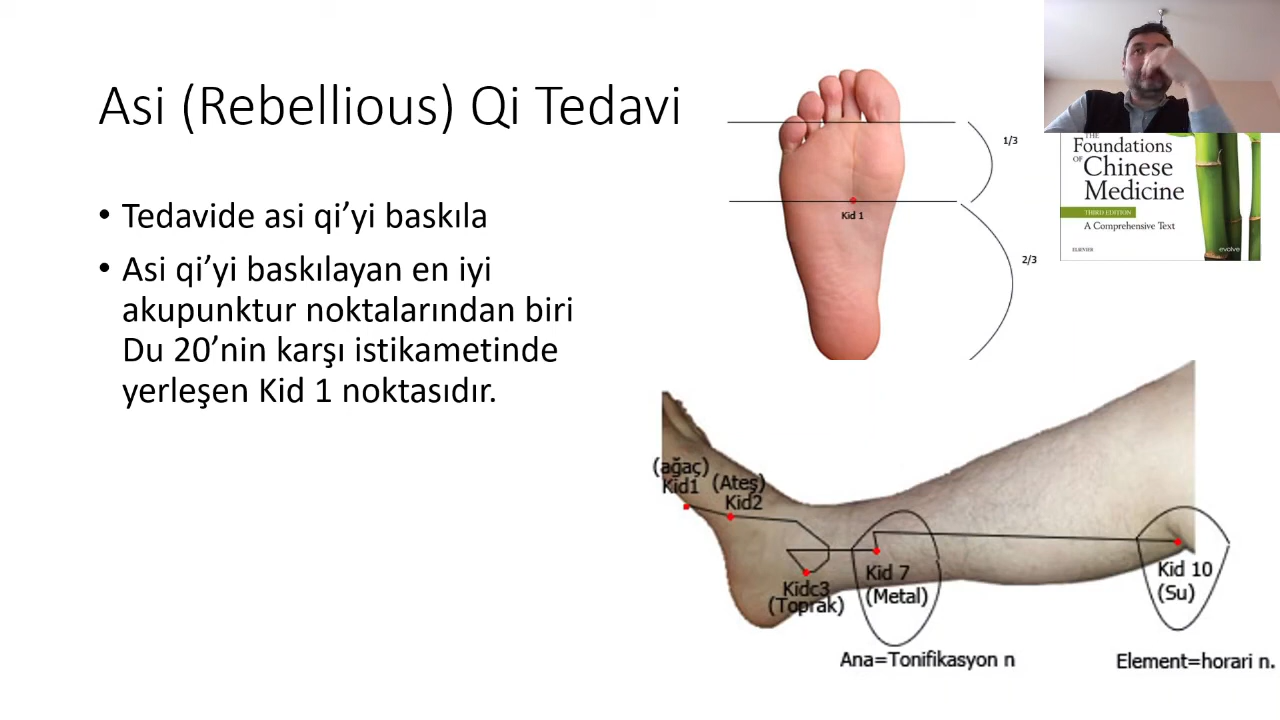 Asi (Rebellious) Qi Tedavi
• Tedavide asi qi’yi baskıla
• Asi qi’yi baskılayan en iyi
akupunktur noktalarından biri
Du 20’nin karşı istikametinde
yerleşen Kid 1 noktasıdır.
1/3
Kid 1
2/3
THE
Foundations
OF Chinese
Medicine
THIRD EDITION
A Comprehensive Text
ELSEVIER
evolve
(ağaç)
Kid1
(Ateş)
Kid2
Kidc3
(Toprak)
Kid 7
(Metal)
Kid 10
(Su)
Ana=Tonifikasyon n
Element=horari n.